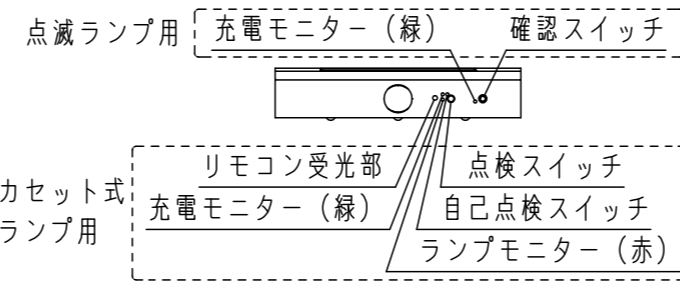 点滅ランプ用
充電モニター（緑） 確認スイッチ
リモコン受光部 点検スイッチ
カセット式
ランプ用
充電モニター（緑） 自己点検スイッチ
ランプモニター（赤）